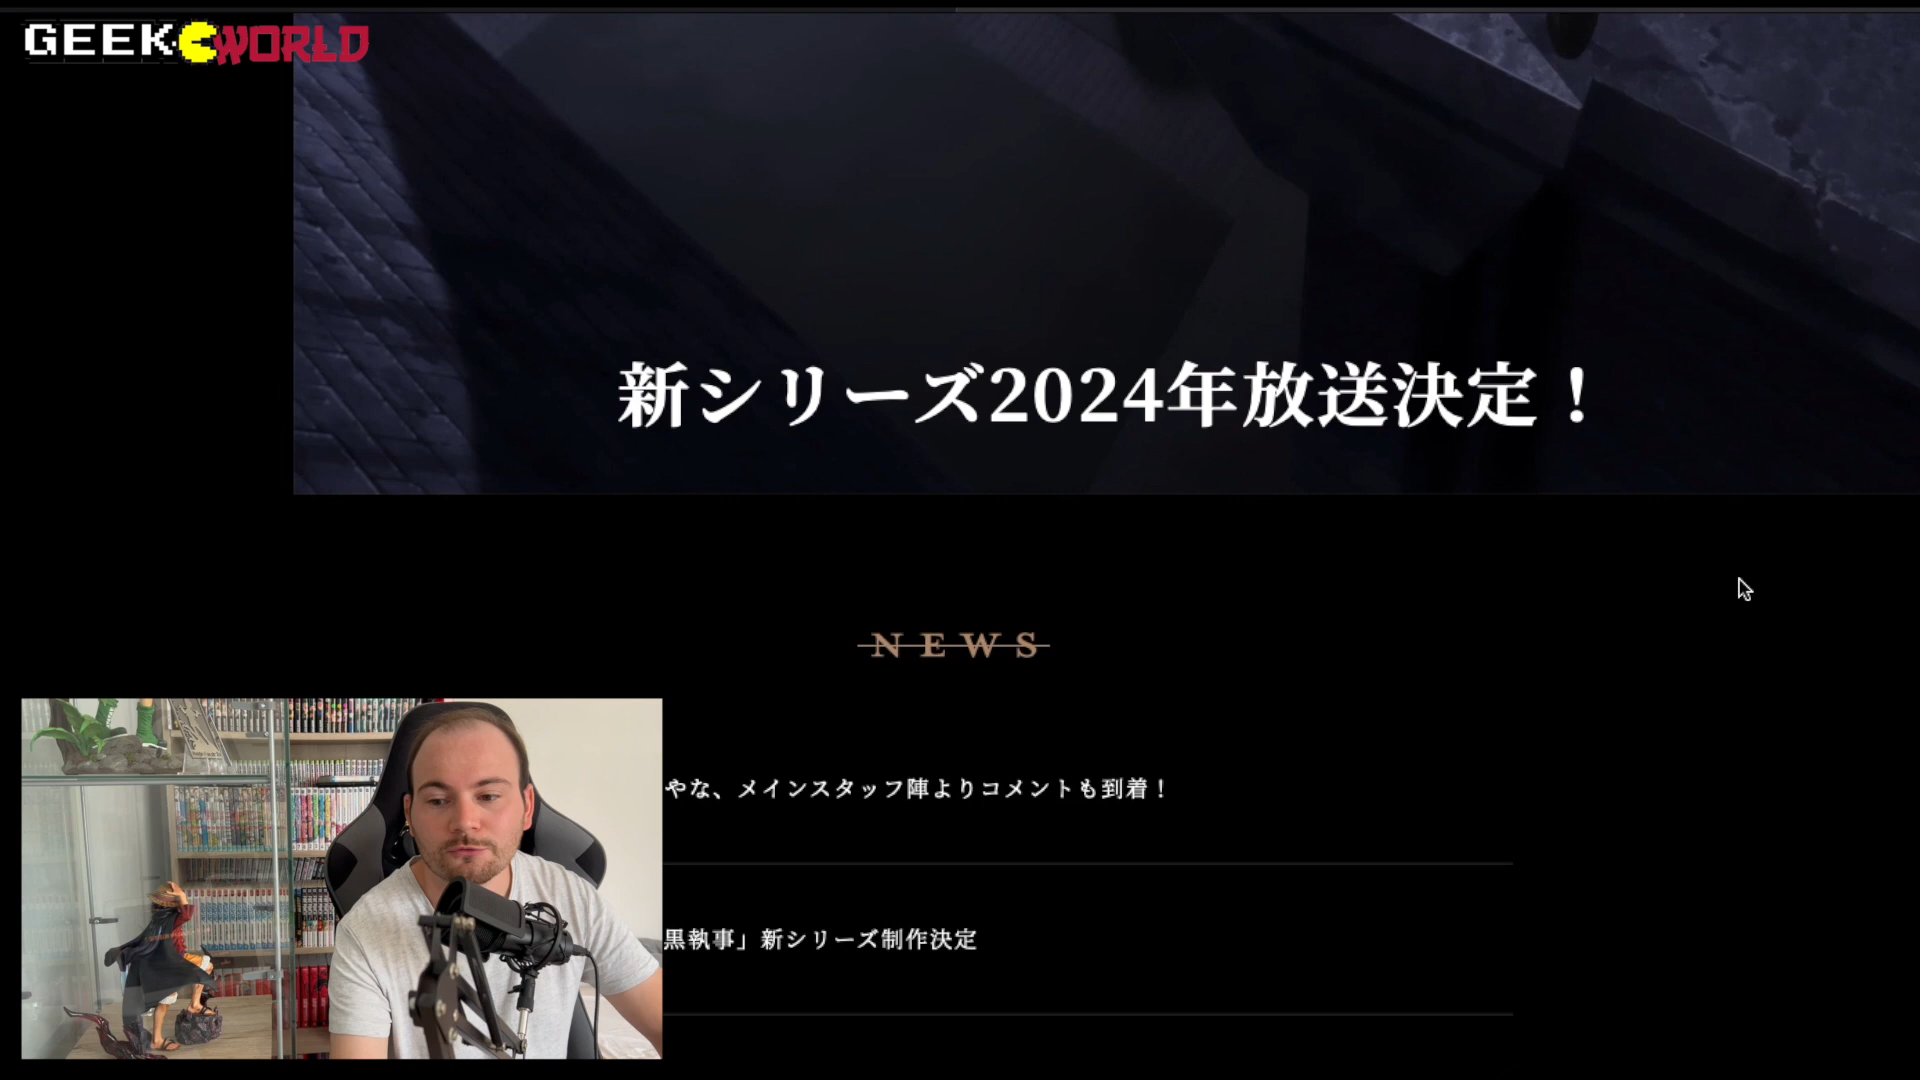 GEEK WORLD
新シリーズ2024年放送決定！
NEWS
やな、メインスタッフ陣よりコメントも到着！
黒執事」新シリーズ制作決定